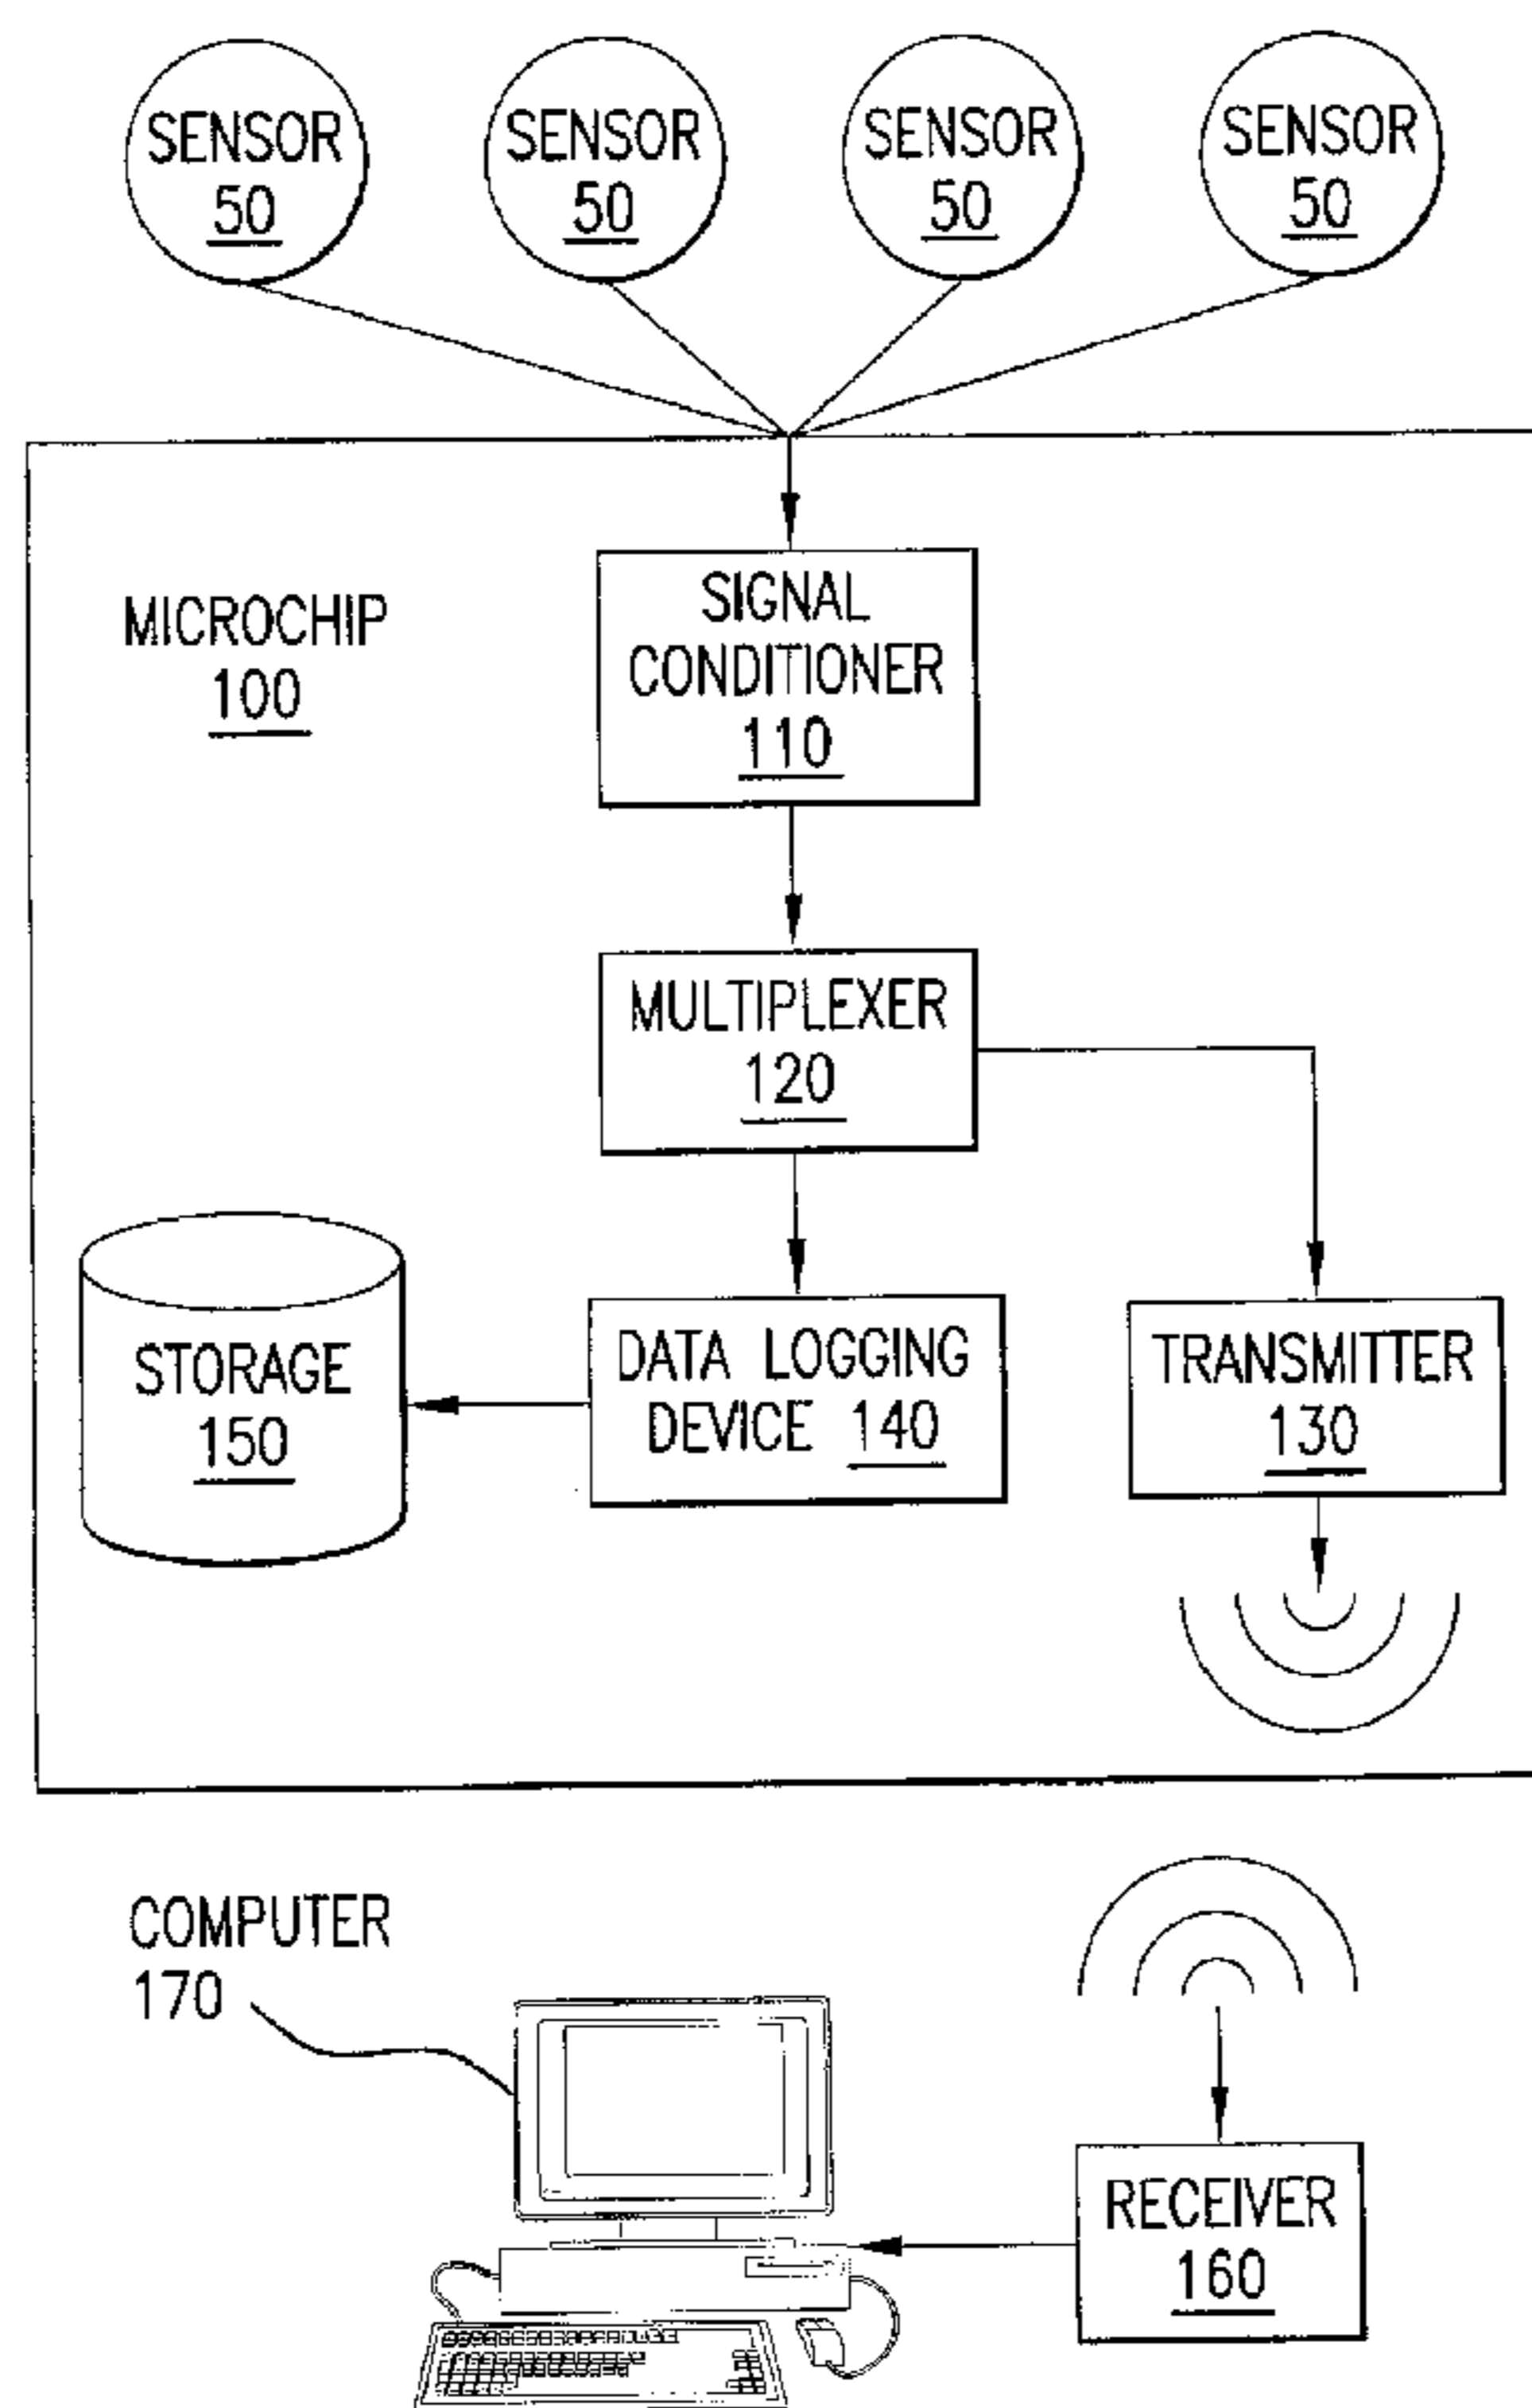 SENSOR
50
SENSOR
50
SENSOR
50
SENSOR
50
MICROCHIP
100
SIGNAL
CONDITIONER
110
MULTIPLEXER
120
STORAGE
150
DATA LOGGING
DEVICE 140
TRANSMITTER
130
COMPUTER
170
RECEIVER
160